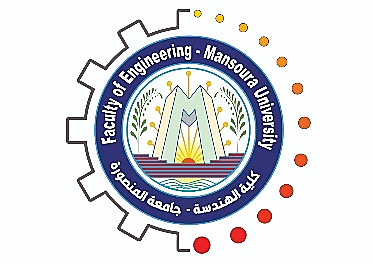 Faculty of Engineering - Mansoura University
كلية الهندسة - جامعة المنصورة